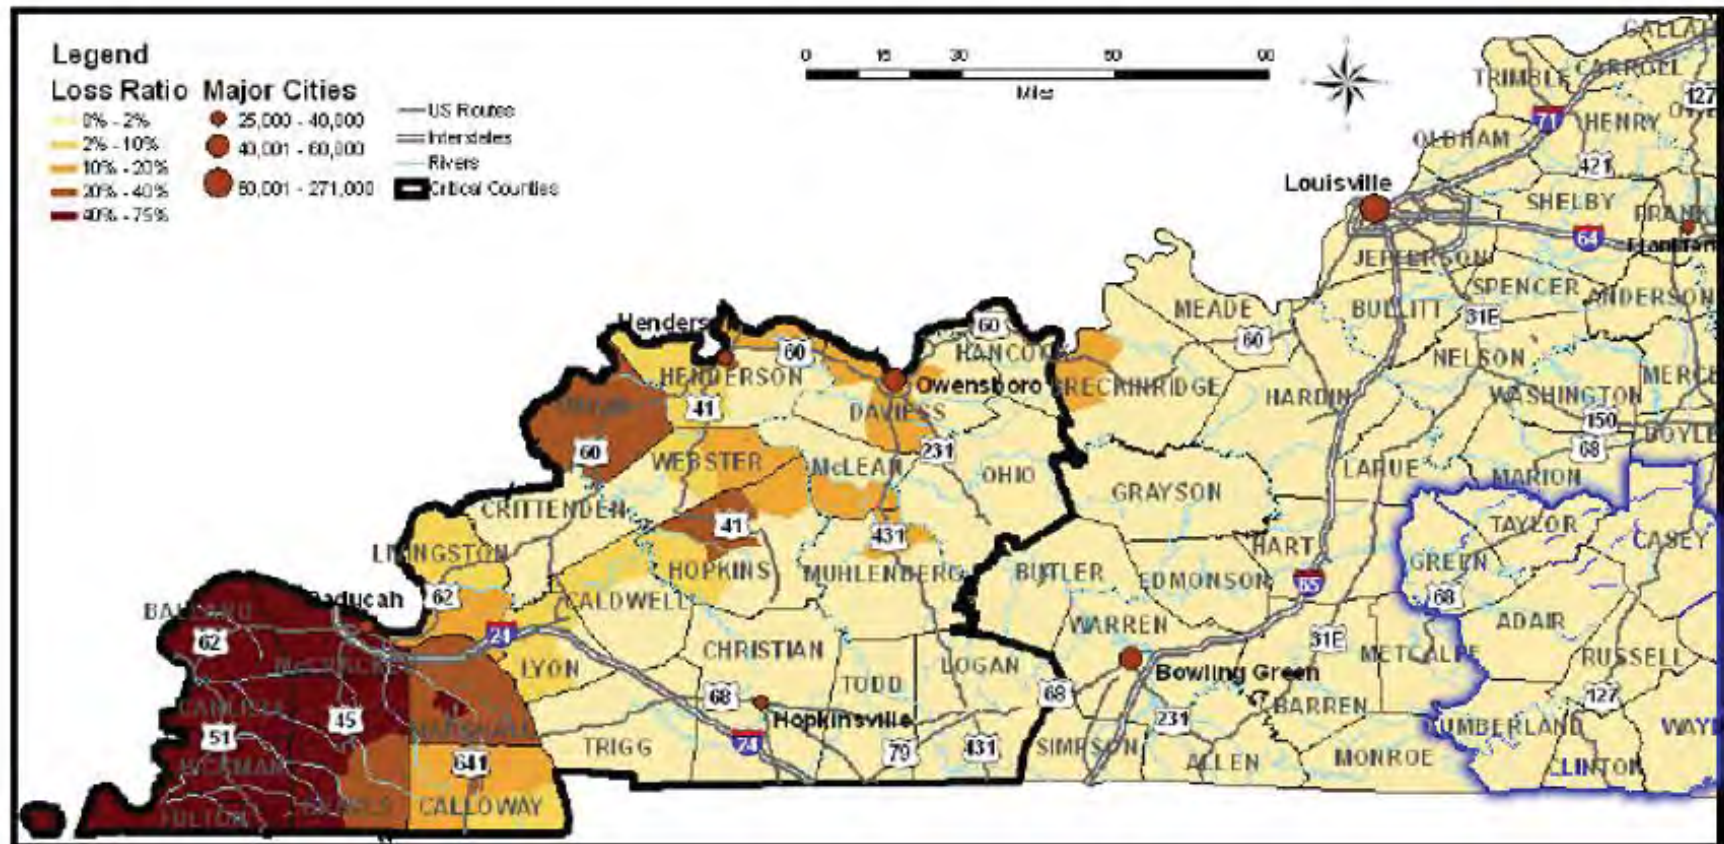 Legend
Loss Ratio
0% - 2%
2% - 10%
10% - 20%
20% - 40%
40% - 75%
Major Cities
25,000 - 40,000
40,001 - 60,000
60,001 - 271,000
US Routes
Interstates
Rivers
Critical Counties
0 15 30 60
Miles
GALLA
TRIMBLE
CARROLL
127
71
HENRY
OLDHAM
421
Louisville
SHELBY
64
JEFFERSON
SPENCER
ANDERSON
MEADE
BULLITT
31E
60
HANCOCK
60
NELSON
60
HENDERSON
Owensboro
BRECKINRIDGE
MERCE
HARDIN
WASHINGTON
41
DAVIESS
150
BOYLE
68
60
WEBSTER
McLEAN
231
OHIO
LARUE
MARION
GRAYSON
CRITTENDEN
41
431
TAYLOR
CASEY
LIVINGSTON
HART
GREEN
HOPKINS
MUHLENBERG
BUTLER
EDMONSON
65
62
CALDWELL
68
62
24
WARREN
ADAIR
31E
CHRISTIAN
METCALFE
LYON
LOGAN
RUSSELL
Bowling Green
TODD
68
68
127
45
MARSHALL
Hopkinsville
231
BARREN
51
24
TRIGG
79
431
SIMPSON
ALLEN
MONROE
CUMBERLAND
WAY
641
CLINTON
CALLOWAY
FULTON